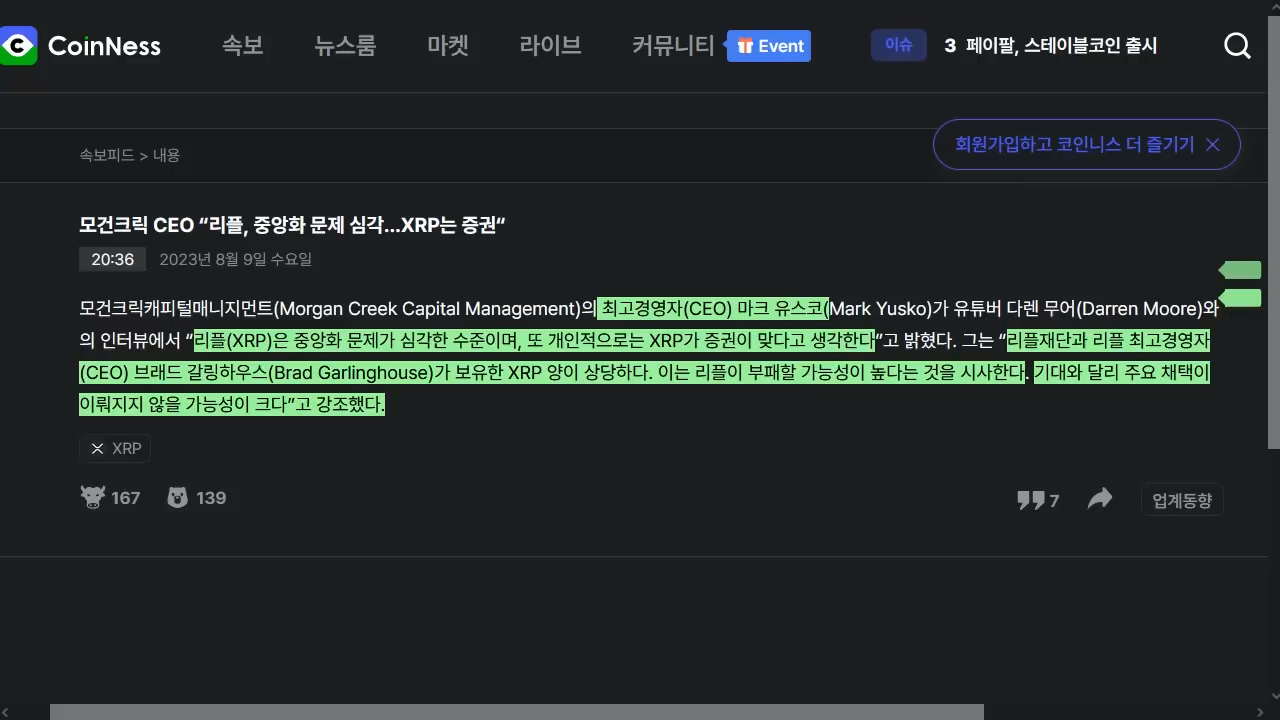 CoinNess 속보 뉴스룸 마켓 라이브 커뮤니티 Event 이슈 3 페이팔, 스테이블코인 출시
속보피드 > 내용
회원가입하고 코인니스 더 즐기기
모건크릭 CEO “리플, 중앙화 문제 심각...XRP는 증권“
20:36 2023년 8월 9일 수요일
모건크릭캐피털매니지먼트(Morgan Creek Capital Management)의 최고경영자(CEO) 마크 유스코(Mark Yusko)가 유튜버 다렌 무어(Darren Moore)와
의 인터뷰에서 “리플(XRP)은 중앙화 문제가 심각한 수준이며, 또 개인적으로는 XRP가 증권이 맞다고 생각한다”고 밝혔다. 그는 “리플재단과 리플 최고경영자
(CEO) 브래드 갈링하우스(Brad Garlinghouse)가 보유한 XRP 양이 상당하다. 이는 리플이 부패할 가능성이 높다는 것을 시사한다. 기대와 달리 주요 채택이
이뤄지지 않을 가능성이 크다”고 강조했다.
XRP
167 139 7 업계동향